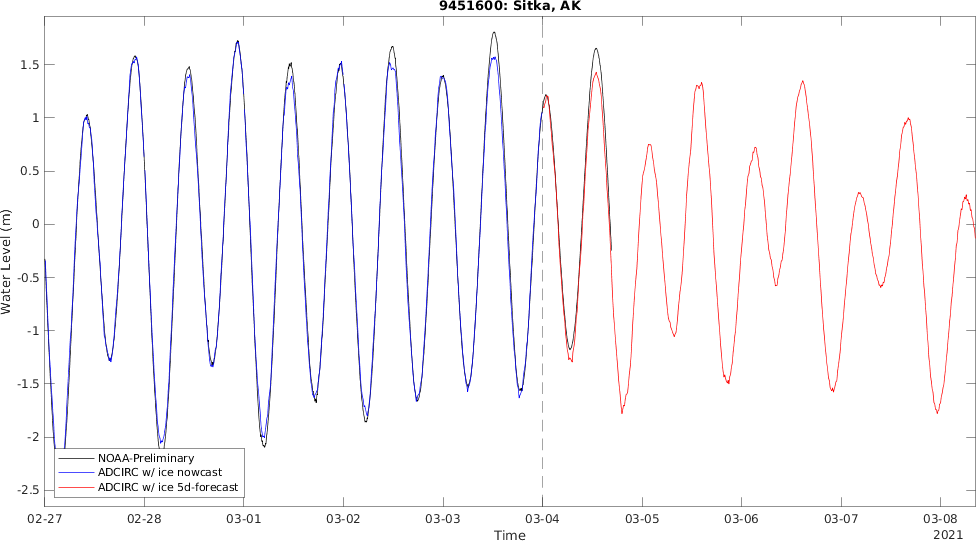 9451600: Sitka, AK
Water Level (m)
1.5
1
0.5
0
-0.5
-1
-1.5
-2
-2.5
NOAA-Preliminary
ADCIRC w/ ice nowcast
ADCIRC w/ ice 5d-forecast
02-27 02-28 03-01 03-02 03-03 03-04 03-05 03-06 03-07 03-08
Time
2021